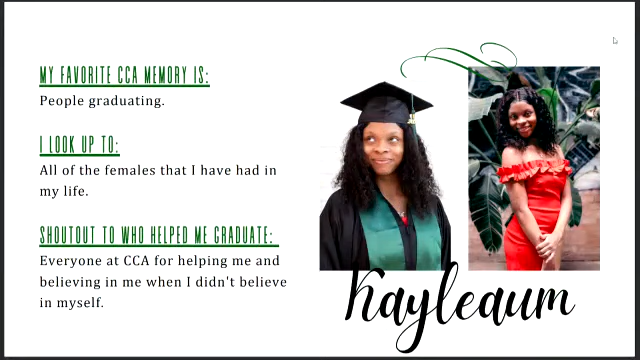 MY FAVORITE CCA MEMORY IS:
People graduating.
I LOOK UP TO:
All of the females that I have had in
my life.
SHOUTOUT TO WHO HELPED ME GRADUATE:
Everyone at CCA for helping me and
believing in me when I didn't believe
in myself.
Kayleaum